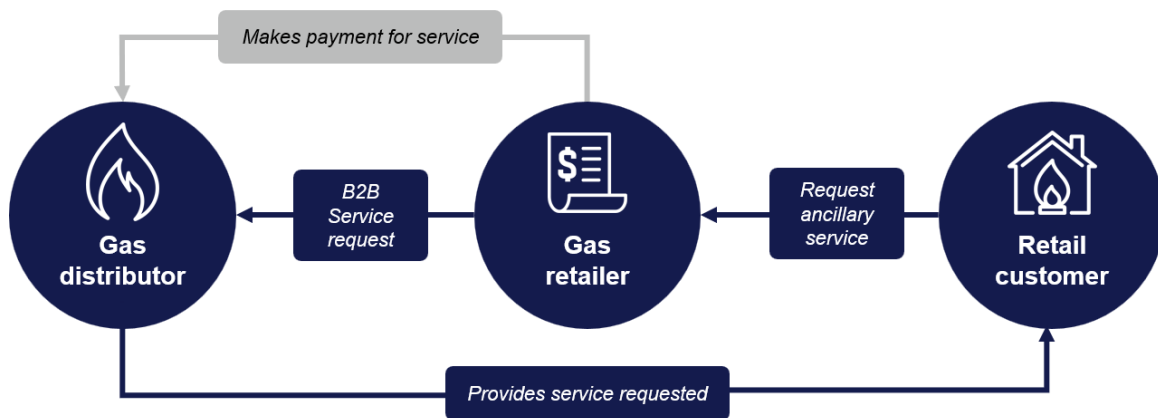 Makes payment for service
Gas
distributor
B2B
Service
request
$
Gas
retailer
Request
ancillary
service
Retail
customer
Provides service requested